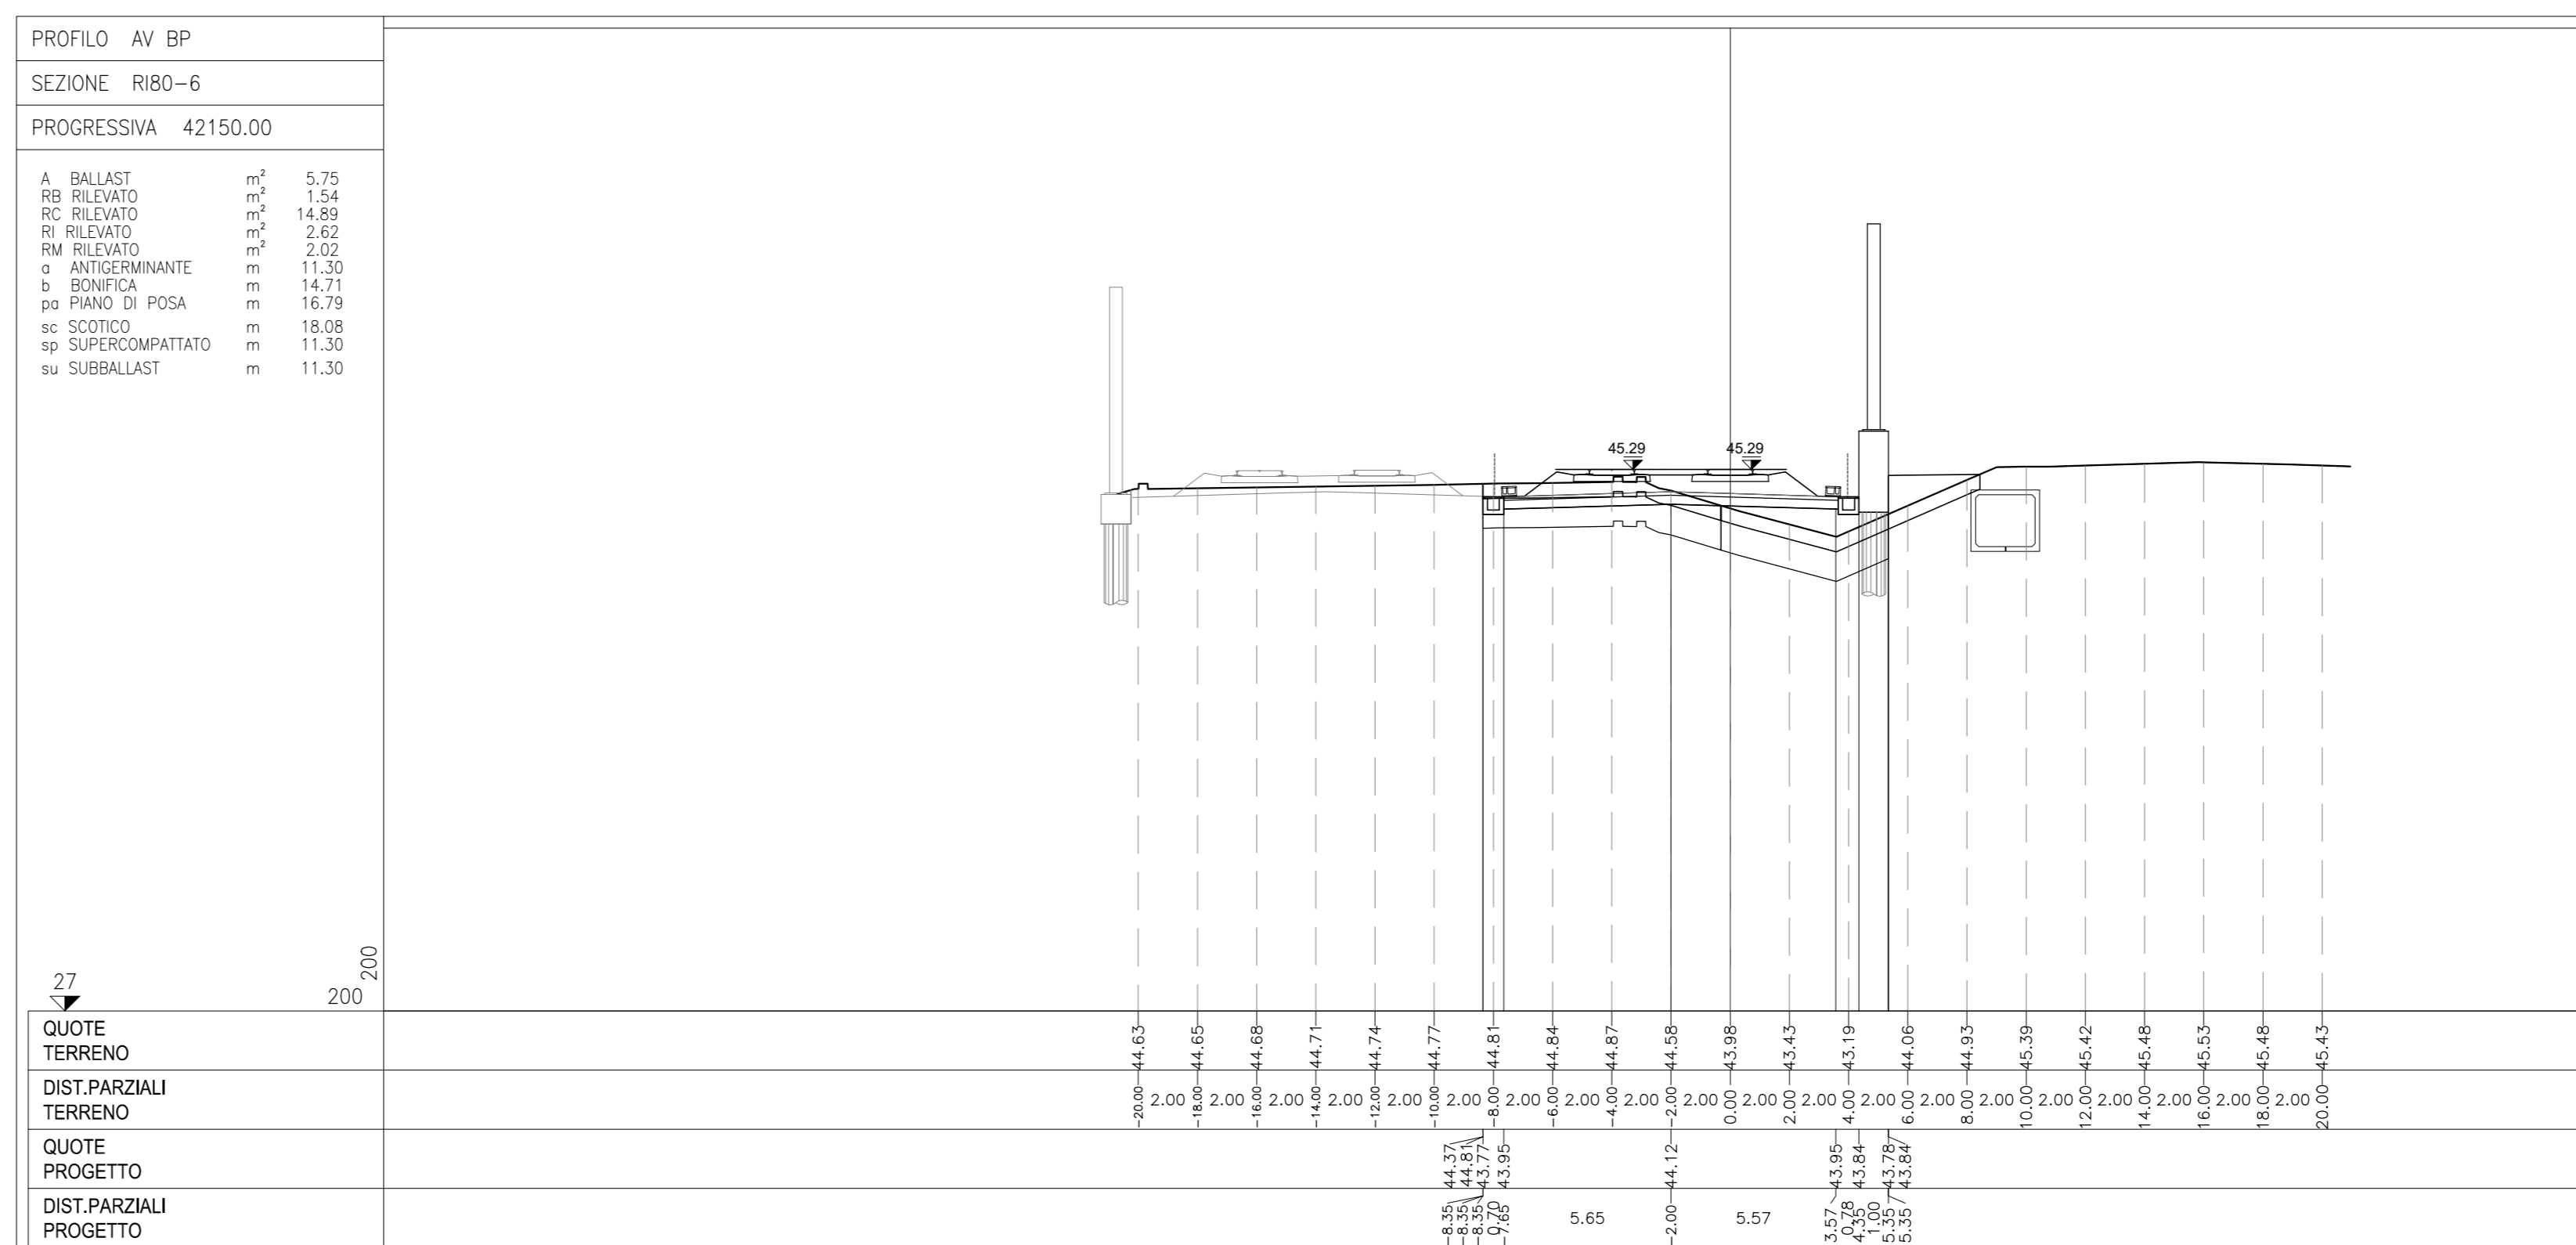 PROFILO AV BP
SEZIONE RI80-6
PROGRESSIVA 42150.00
A BALLAST m² 5.75
RB RILEVATO m² 1.54
RC RILEVATO m² 14.89
RI RILEVATO m² 2.62
RM RILEVATO m² 2.02
a ANTIGERMINANTE m 11.30
b BONIFICA m 14.71
pa PIANO DI POSA m 16.79
sc SCOTICO m 18.08
sp SUPERCOMPATTATO m 11.30
su SUBBALLAST m 11.30
45.29 45.29
27
200
200
QUOTE
TERRENO
44.63 44.65 44.68 44.71 44.74 44.77 44.81 44.84 44.87 44.58 43.98 43.43 43.19 44.06 44.93 45.39 45.42 45.48 45.53 45.48 45.43
DIST.PARZIALI
TERRENO
-20.00 2.00 -18.00 2.00 -16.00 2.00 -14.00 2.00 -12.00 2.00 -10.00 2.00 -8.00 2.00 -6.00 2.00 -4.00 2.00 -2.00 2.00 0.00 2.00 2.00 2.00 4.00 2.00 6.00 2.00 8.00 2.00 10.00 2.00 12.00 2.00 14.00 2.00 16.00 2.00 18.00 2.00 20.00
QUOTE
PROGETTO
44.37 44.81 43.77 43.95 44.12 43.95 43.84 43.78 43.84
DIST.PARZIALI
PROGETTO
-8.35 -8.35 -8.35 0.70 -7.65 5.65 -2.00 5.57 3.57 0.78 4.35 1.00 5.35 5.35